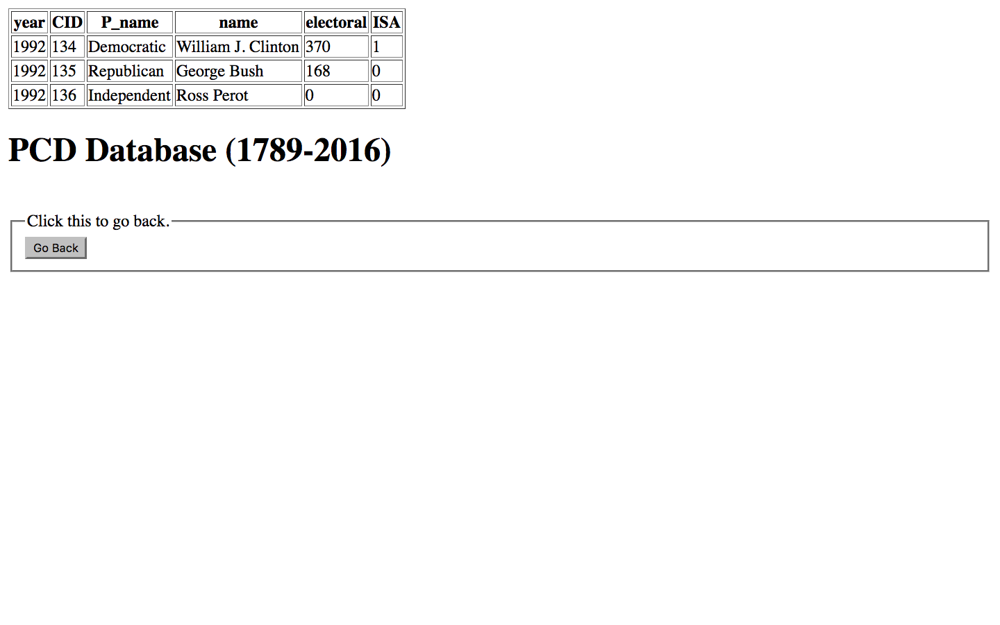 year CID P_name name electoral ISA
1992 134 Democratic William J. Clinton 370 1
1992 135 Republican George Bush 168 0
1992 136 Independent Ross Perot 0 0
PCD Database (1789-2016)
Click this to go back.
Go Back